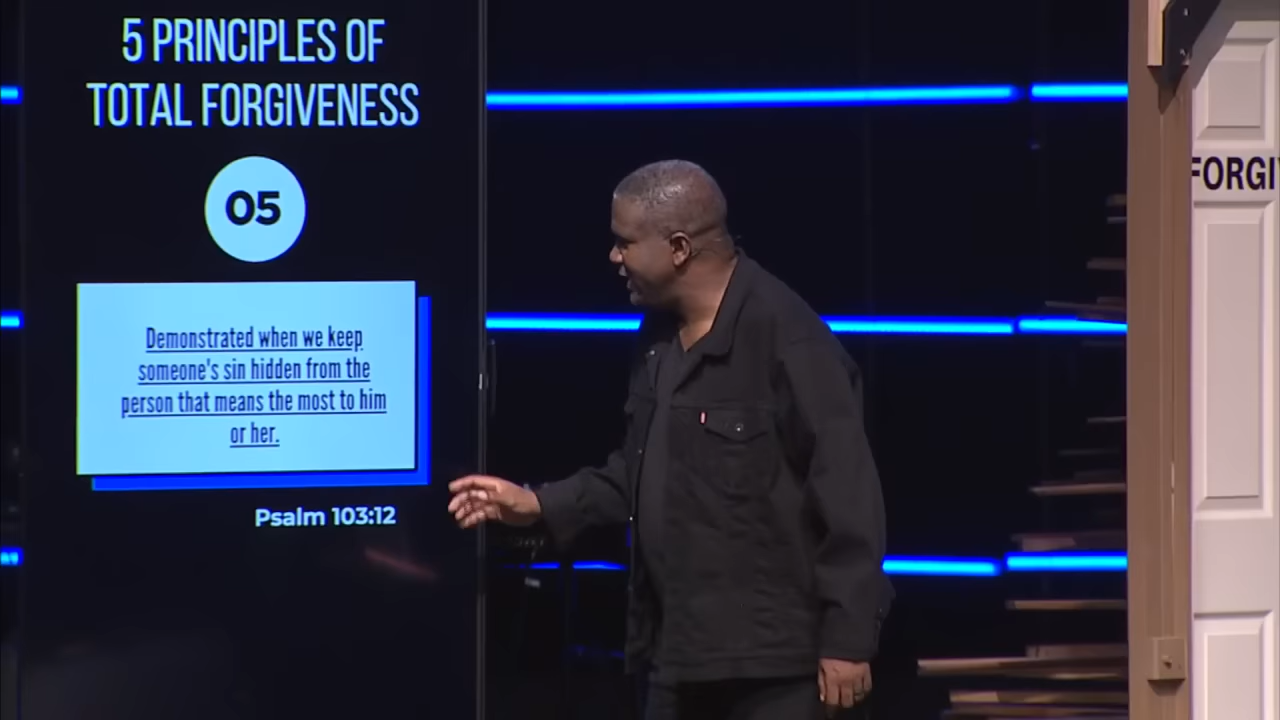 5 PRINCIPLES OF
TOTAL FORGIVENESS
05
Demonstrated when we keep
someone's sin hidden from the
person that means the most to him
or her.
Psalm 103:12
FORGI